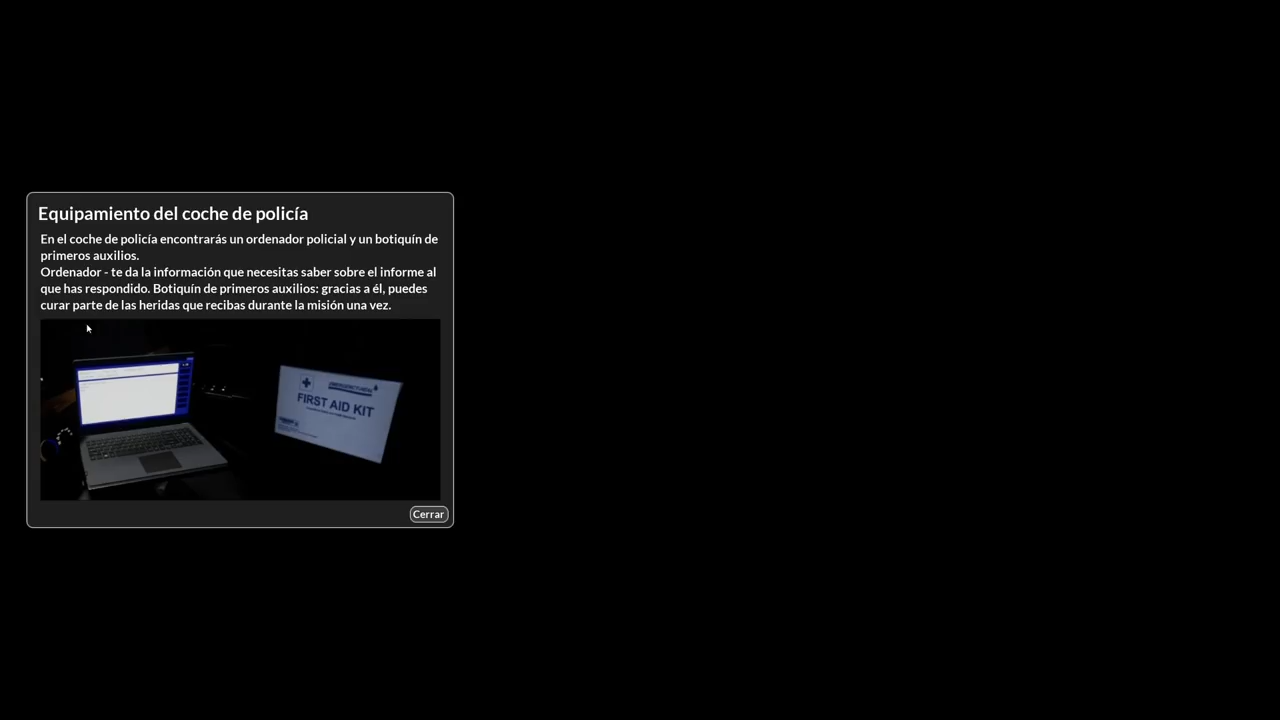 Equipamiento del coche de policía
En el coche de policía encontrarás un ordenador policial y un botiquín de
primeros auxilios.
Ordenador - te da la información que necesitas saber sobre el informe al
que has respondido. Botiquín de primeros auxilios: gracias a él, puedes
curar parte de las heridas que recibas durante la misión una vez.
FIRST AID KIT
Cerrar